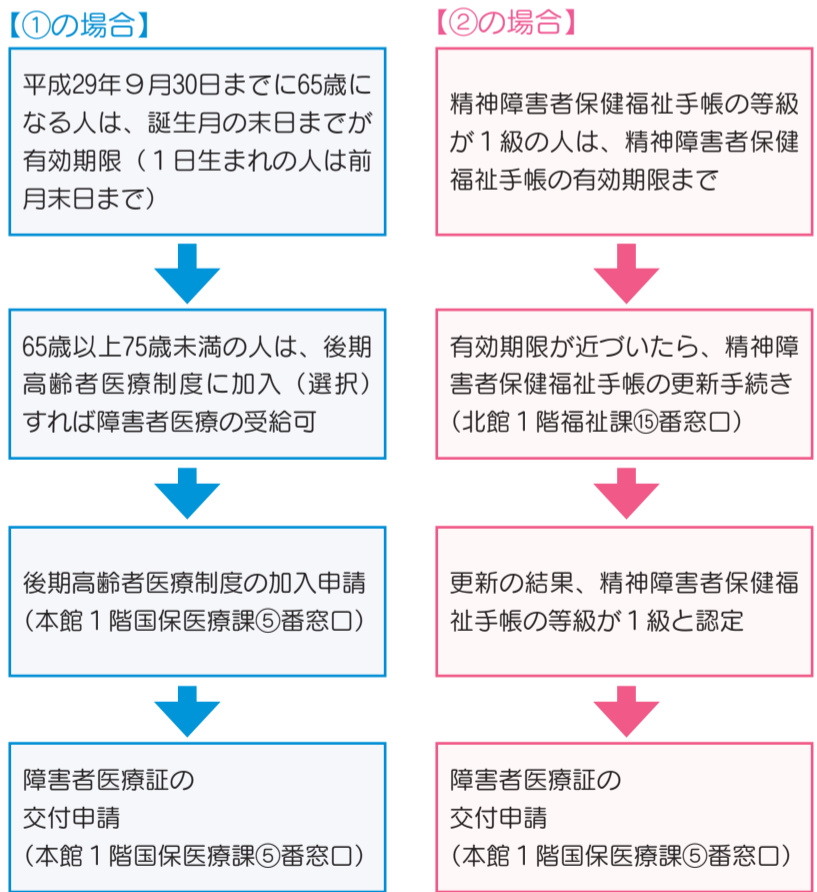 【①の場合】
平成29年９月30日までに65歳に
なる人は、誕生月の末日までが
有効期限（１日生まれの人は前
月末日まで）
65歳以上75歳未満の人は、後期
高齢者医療制度に加入（選択）
すれば障害者医療の受給可
後期高齢者医療制度の加入申請
（本館１階国保医療課⑤番窓口）
障害者医療証の
交付申請
（本館１階国保医療課⑤番窓口）
【②の場合】
精神障害者保健福祉手帳の等級
が１級の人は、精神障害者保健
福祉手帳の有効期限まで
有効期限が近づいたら、精神障
害者保健福祉手帳の更新手続き
（北館１階福祉課⑮番窓口）
更新の結果、精神障害者保健福
祉手帳の等級が１級と認定
障害者医療証の
交付申請
（本館１階国保医療課⑤番窓口）